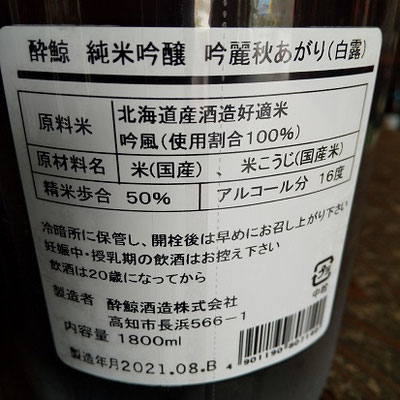 酔鯨 純米吟醸 吟麗秋あがり(白露)
原料米 北海道産酒造好適米
吟風(使用割合100%)
原材料名 米(国産)、米こうじ(国産米)
精米歩合 50% アルコール分 16度
冷暗所に保管し、開栓後は早めにお召し上がり下さい
妊娠中・授乳期の飲酒はお控え下さい
飲酒は20歳になってから
製造者 酔鯨酒造株式会社
高知市長浜566-1
内容量 1800ml
製造年月 2021.08.B